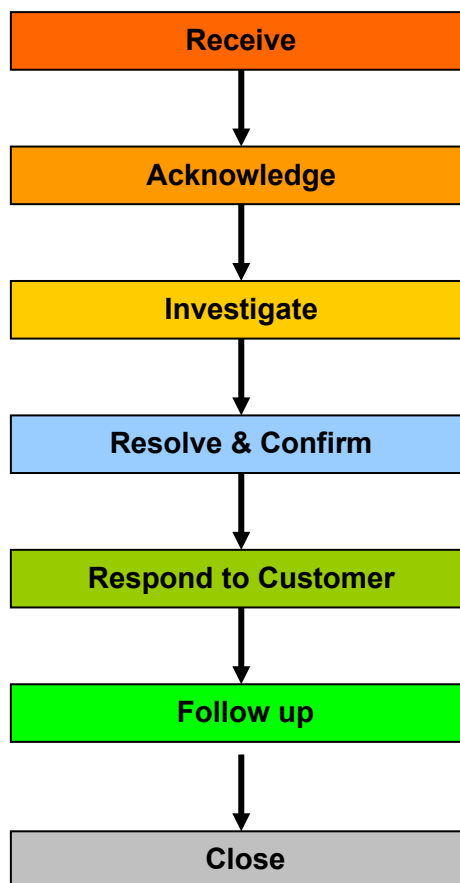 Receive
Acknowledge
Investigate
Resolve & Confirm
Respond to Customer
Follow up
Close